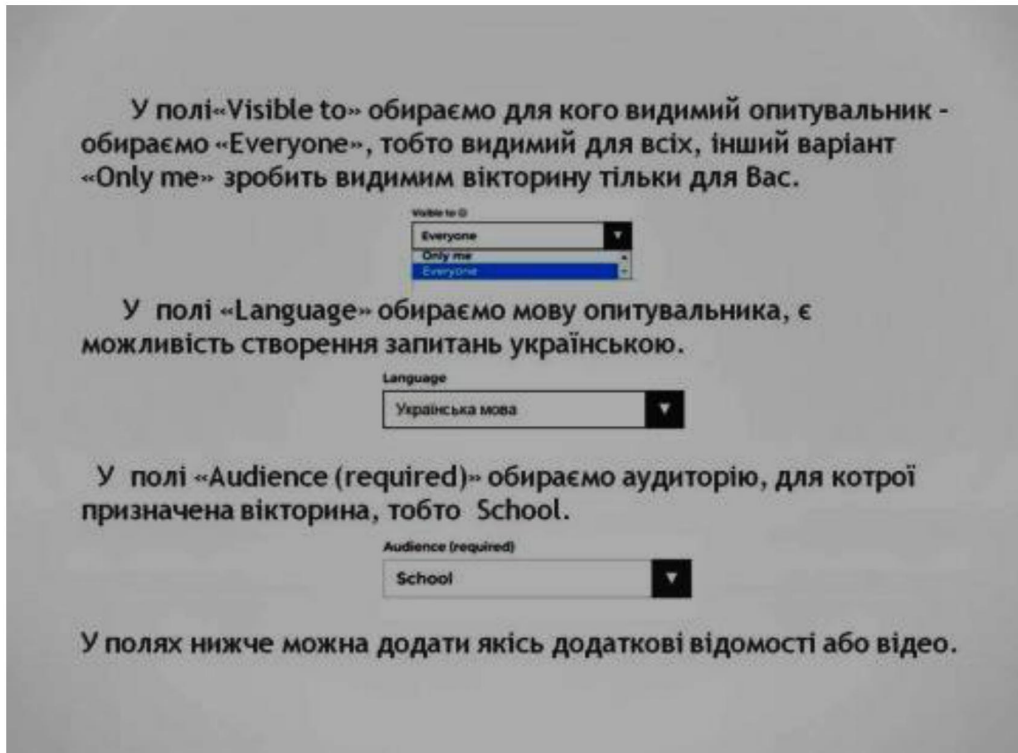 У полі«Visible to» обираємо для кого видимий опитувальник -
обираємо «Everyone», тобто видимий для всіх, інший варіант
«Only me» зробить видимим вікторину тільки для Вас.
Visible to
Everyone
Only me
Everyone
У полі «Language» обираємо мову опитувальника, є
можливість створення запитань українською.
Language
Українська мова
У полі «Audience (required)» обираємо аудиторію, для котрої
призначена вікторина, тобто School.
Audience (required)
School
У полях нижче можна додати якісь додаткові відомості або відео.